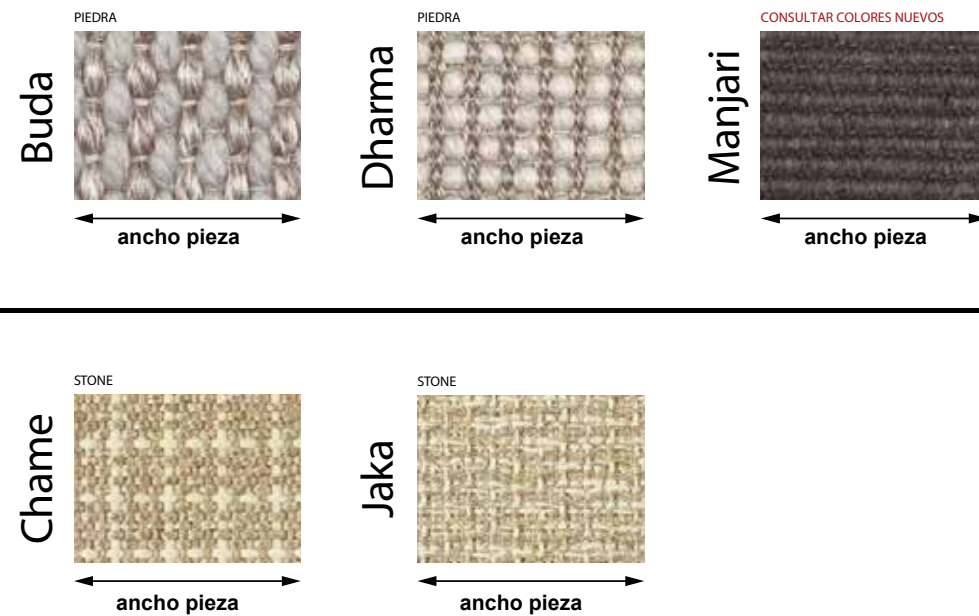 PIEDRA
Buda
ancho pieza
PIEDRA
Dharma
ancho pieza
CONSULTAR COLORES NUEVOS
Manjari
ancho pieza
STONE
Chame
ancho pieza
STONE
Jaka
ancho pieza